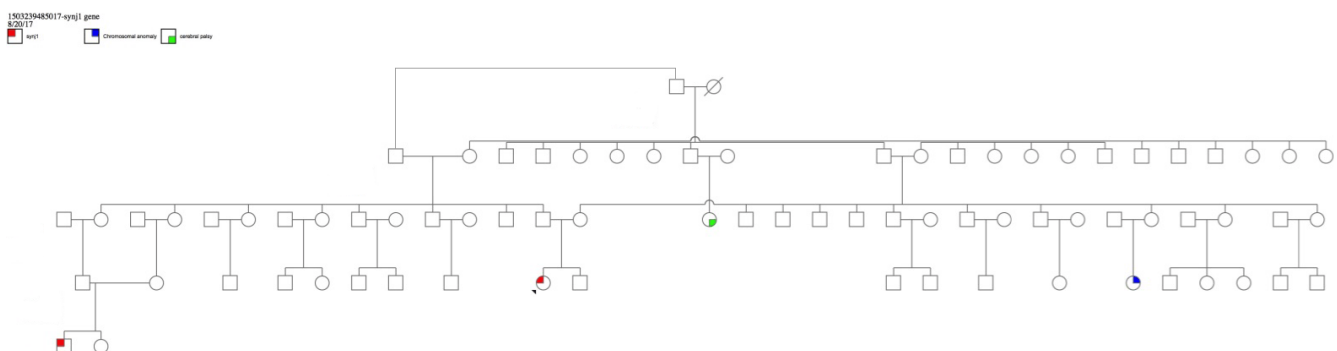 1503239485017-synj1 gene
8/20/17
synj1 Chromosomal anomaly cerebral palsy